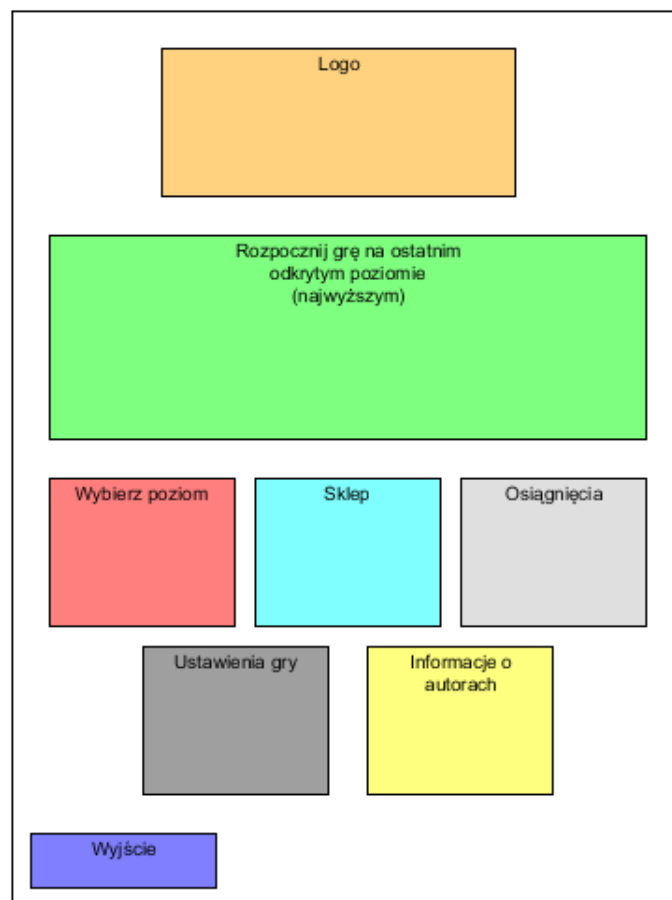 Logo
Rozpocznij grę na ostatnim
odkrytym poziomie
(najwyższym)
Wybierz poziom
Sklep
Osiągnięcia
Ustawienia gry
Informacje o
autorach
Wyjście